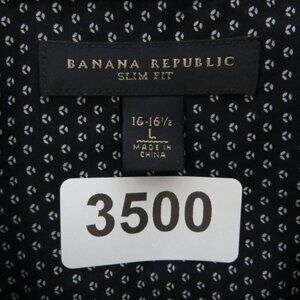 BANANA REPUBLIC
SLIM FIT
16-16½
L
MADE IN
CHINA
3500